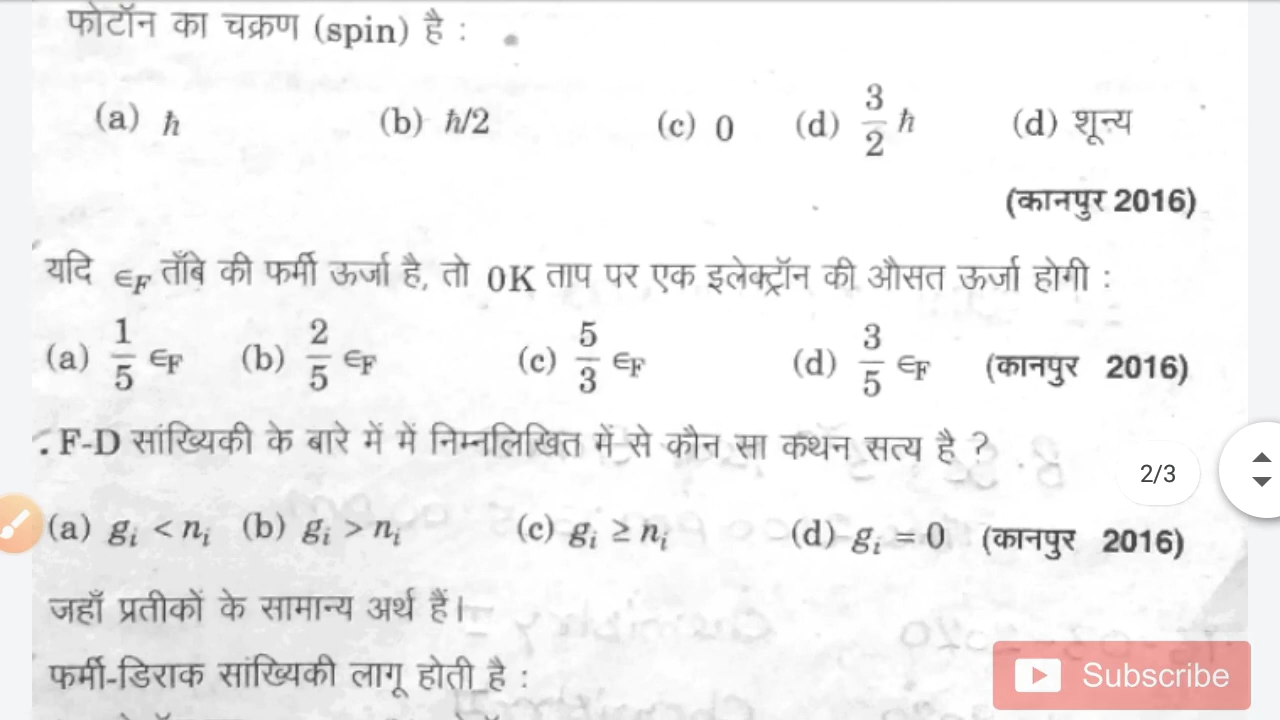 फोटॉन का चक्रण (spin) है :
(a) ℏ (b) ℏ/2 (c) 0 (d) 3/2 ℏ (d) शून्य
(कानपुर 2016)
यदि ∈F ताँबे की फर्मी ऊर्जा है, तो 0K ताप पर एक इलेक्ट्रॉन की औसत ऊर्जा होगी :
(a) 1/5 ∈F (b) 2/5 ∈F (c) 5/3 ∈F (d) 3/5 ∈F (कानपुर 2016)
. F-D सांख्यिकी के बारे में में निम्नलिखित में से कौन सा कथन सत्य है ?
2/3
(a) gi < ni (b) gi > ni (c) gi ≥ ni (d) gi = 0 (कानपुर 2016)
जहाँ प्रतीकों के सामान्य अर्थ हैं।
फर्मी-डिराक सांख्यिकी लागू होती है :
Subscribe